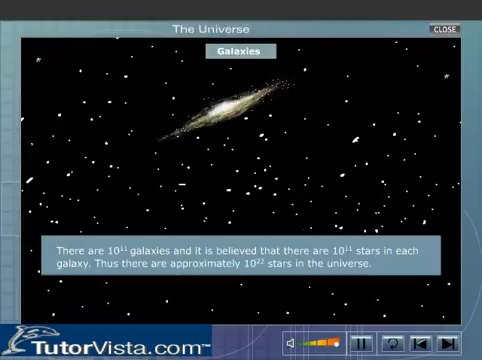 The Universe
CLOSE
Galaxies
There are 10¹¹ galaxies and it is believed that there are 10¹¹ stars in each
galaxy. Thus there are approximately 10²² stars in the universe.
TutorVista.com™